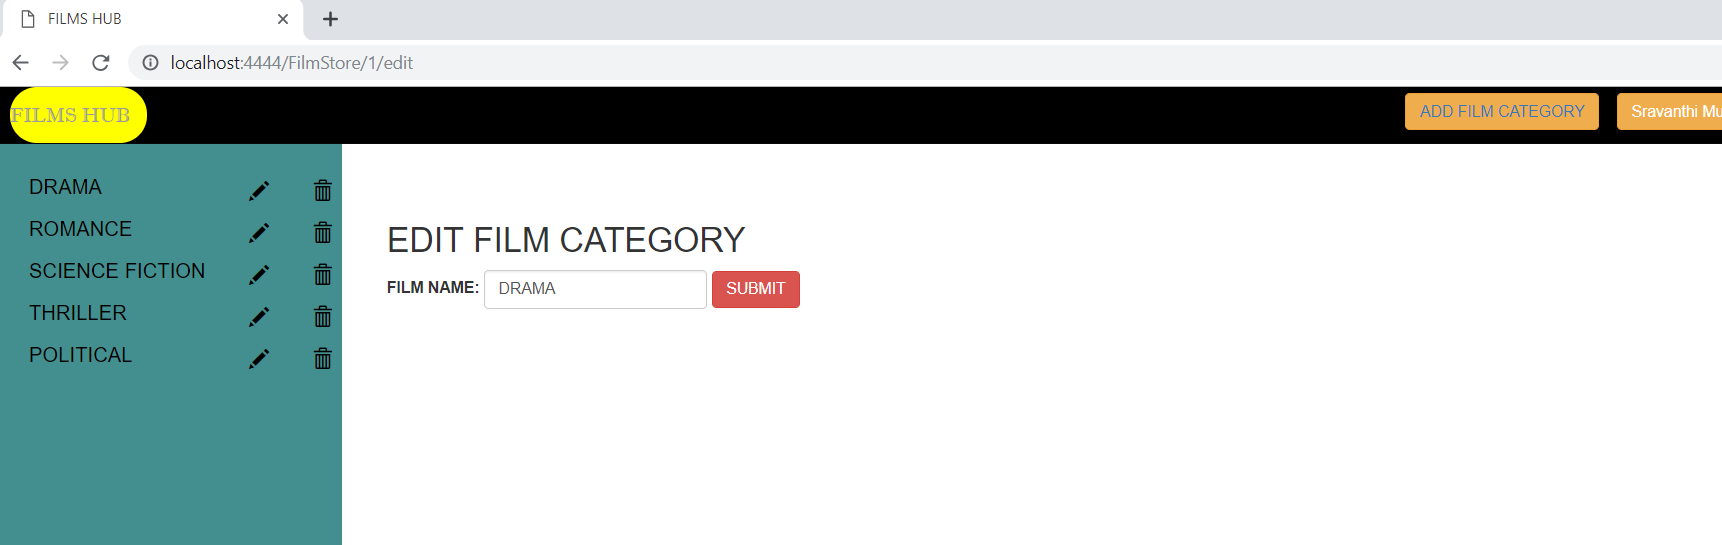 FILMS HUB
localhost:4444/FilmStore/1/edit
FILMS HUB
ADD FILM CATEGORY
Sravanthi Mu
DRAMA
ROMANCE
SCIENCE FICTION
THRILLER
POLITICAL
EDIT FILM CATEGORY
FILM NAME: DRAMA SUBMIT